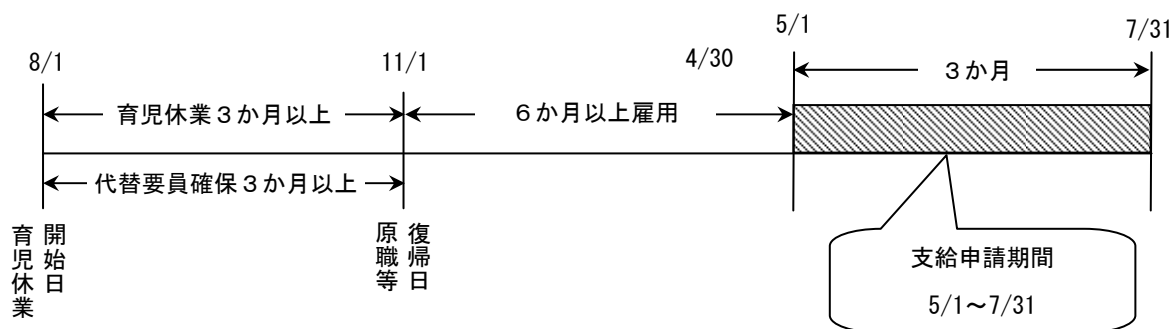 5/1
7/31
8/1
11/1
4/30
3か月
育児休業3か月以上
6か月以上雇用
代替要員確保3か月以上
育児休業
開始日
原職等
復帰日
支給申請期間
5/1～7/31